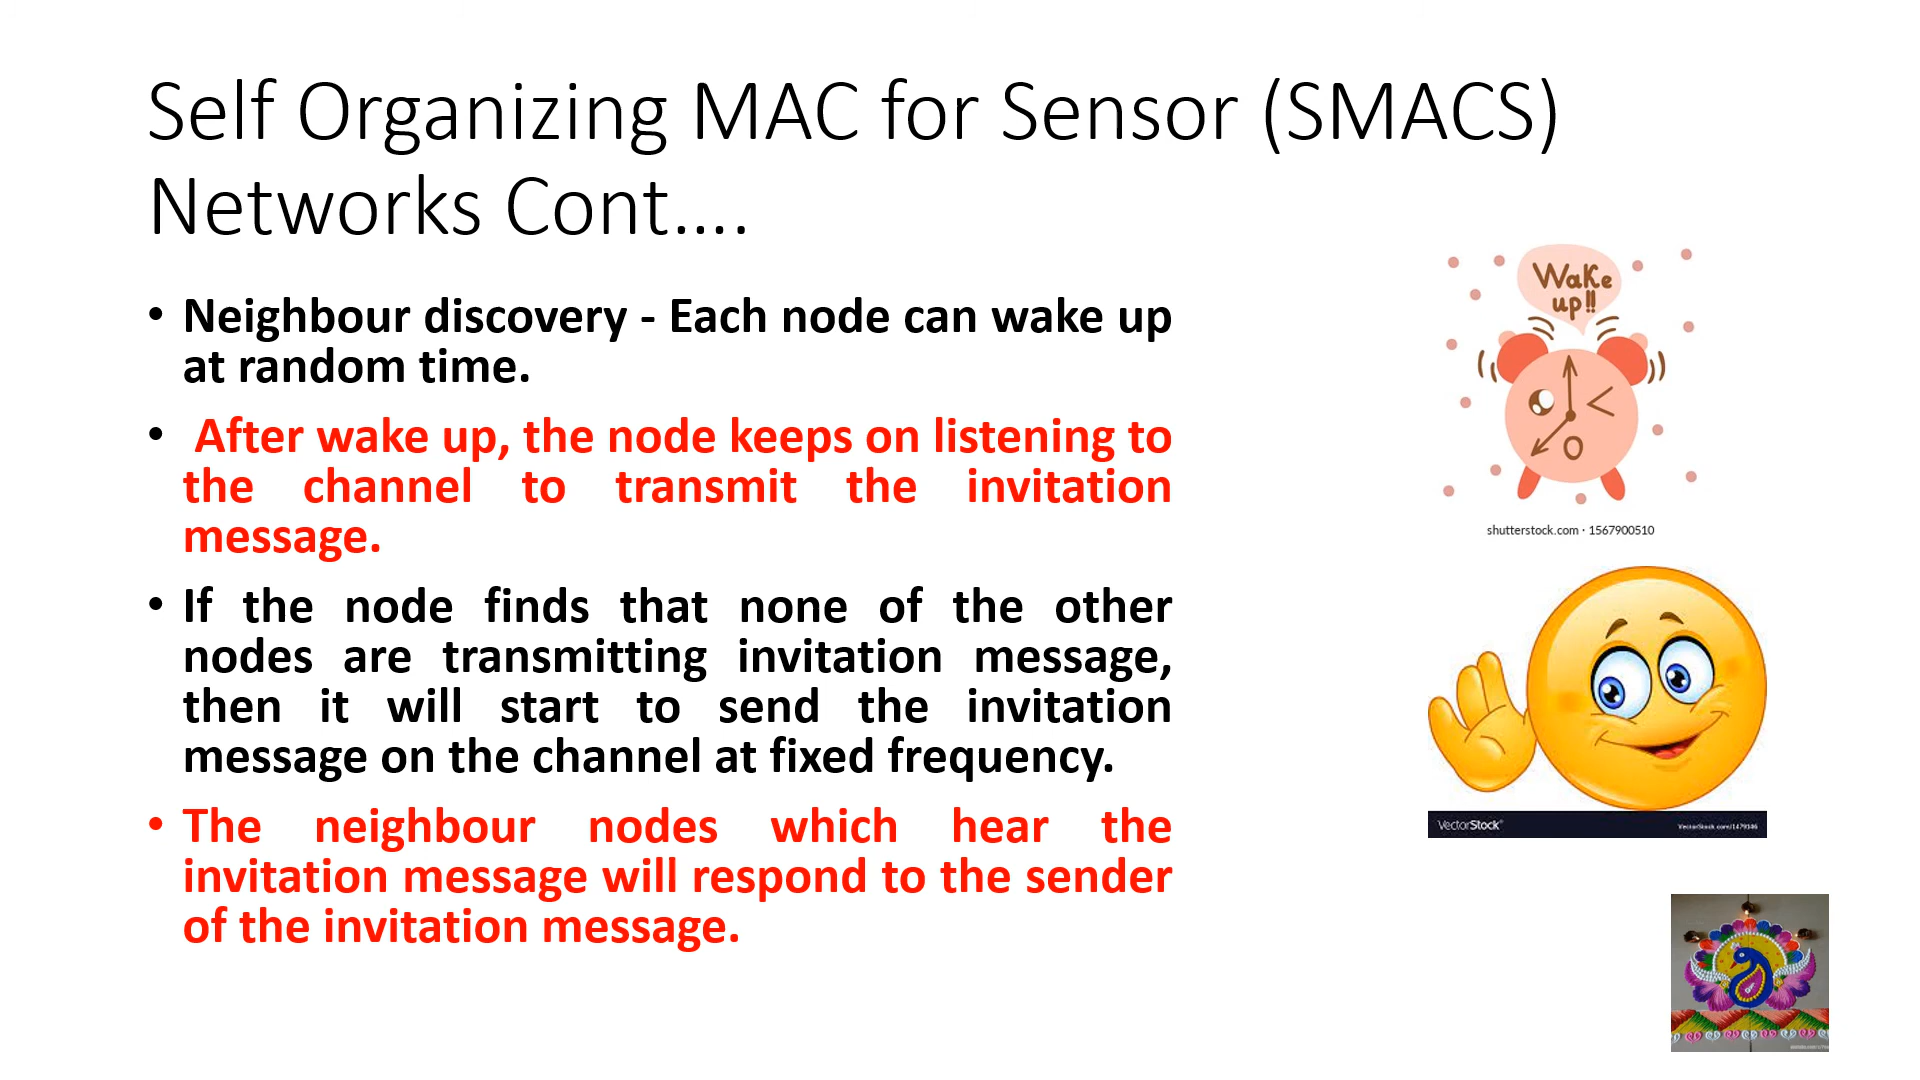 Self Organizing MAC for Sensor (SMACS)
Networks Cont....
• Neighbour discovery - Each node can wake up
at random time.
• After wake up, the node keeps on listening to
the channel to transmit the invitation
message.
• If the node finds that none of the other
nodes are transmitting invitation message,
then it will start to send the invitation
message on the channel at fixed frequency.
• The neighbour nodes which hear the
invitation message will respond to the sender
of the invitation message.
Wake
up!!
shutterstock.com · 1567900510
VectorStock®